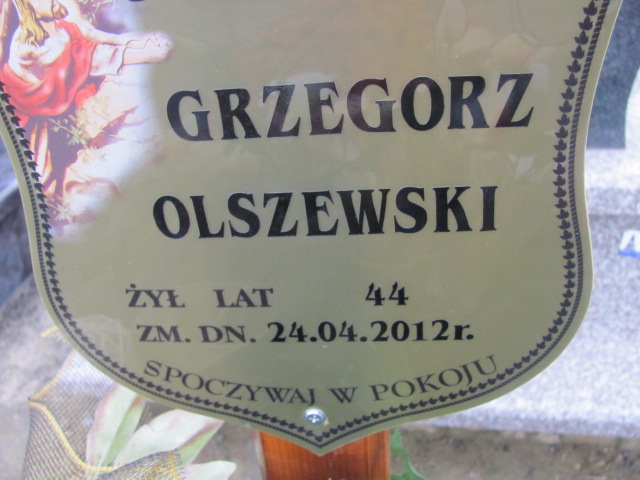 GRZEGORZ
OLSZEWSKI
ŻYŁ LAT 44
ZM. DN. 24.04.2012r.
SPOCZYWAJ W POKOJU